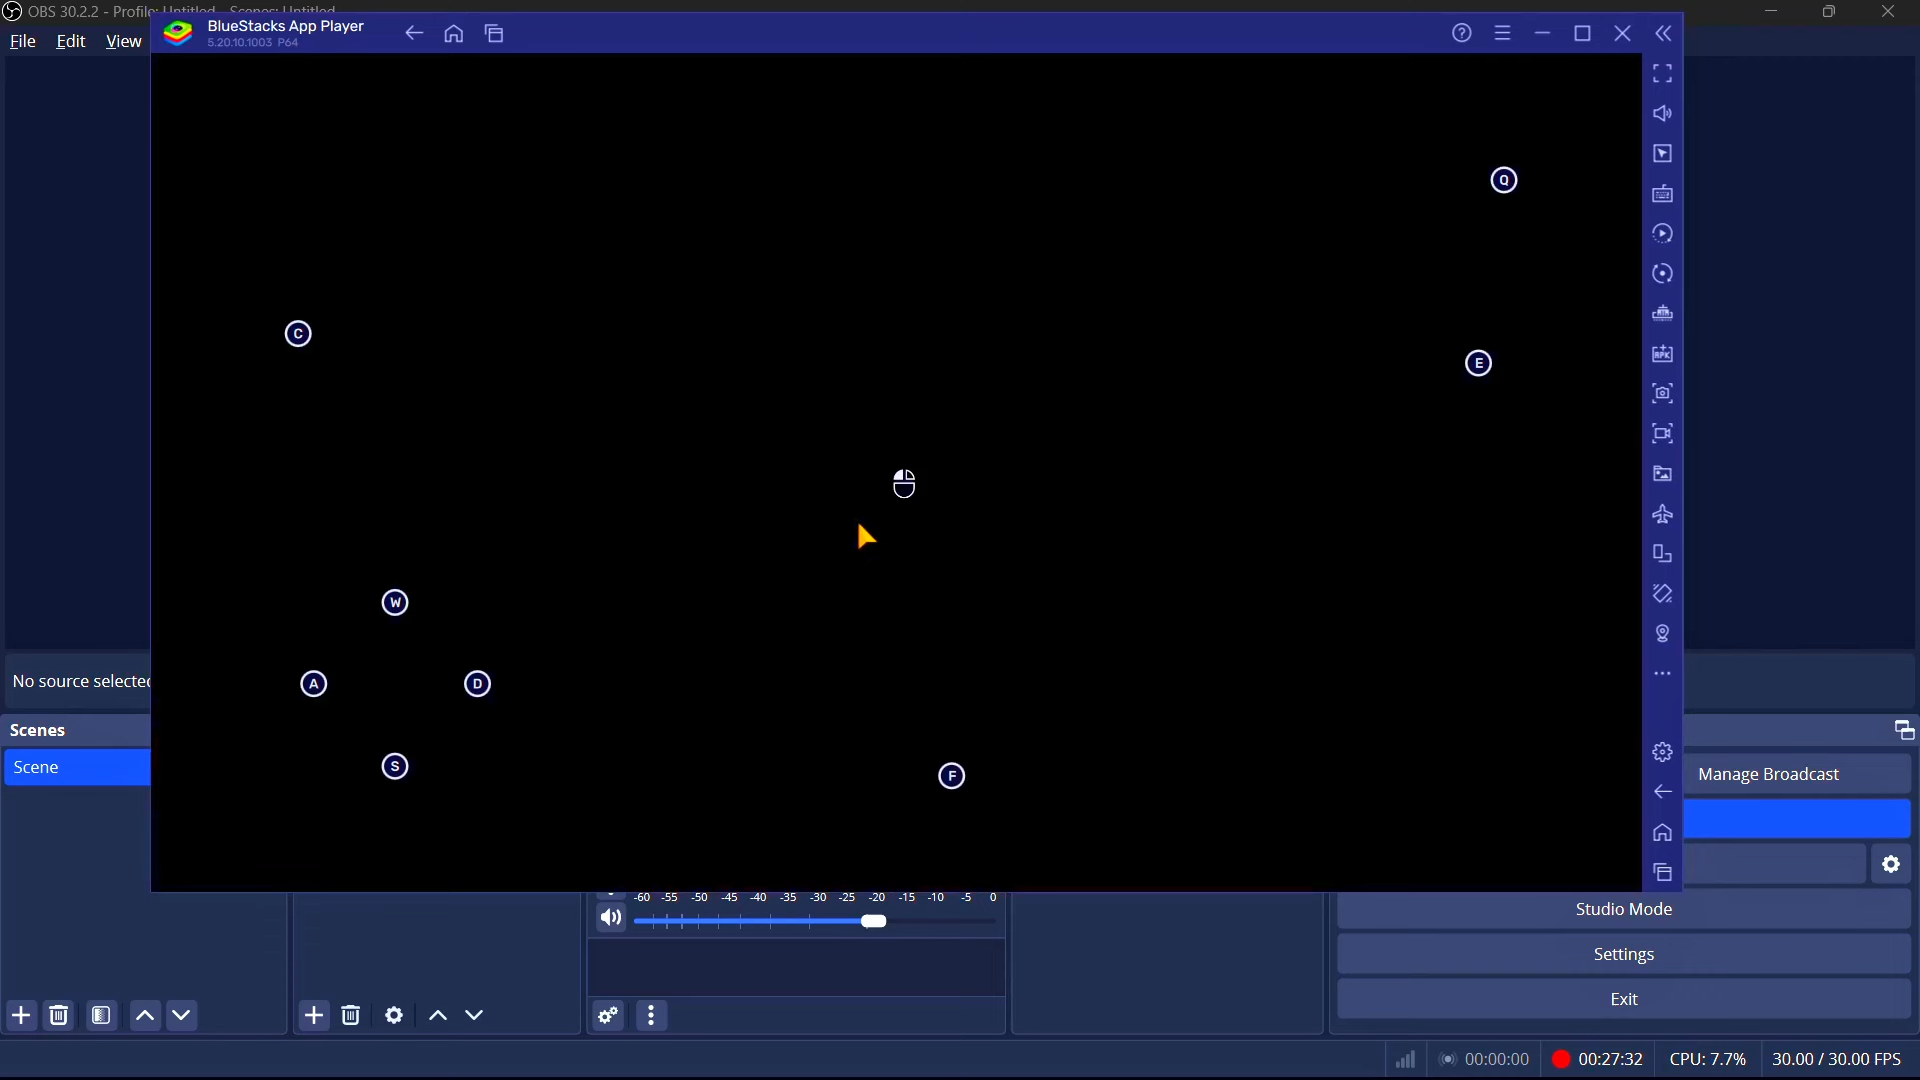 OBS 30.2.2 - Profile: Untitled - Scenes: Untitled
File Edit View
BlueStacks App Player
5.20.10.1003 P64
Q
C
E
W
A D
S
F
No source selected
Scenes
Scene
Manage Broadcast
-60 -55 -50 -45 -40 -35 -30 -25 -20 -15 -10 -5 0
Studio Mode
Settings
Exit
00:00:00 00:27:32 CPU: 7.7% 30.00 / 30.00 FPS